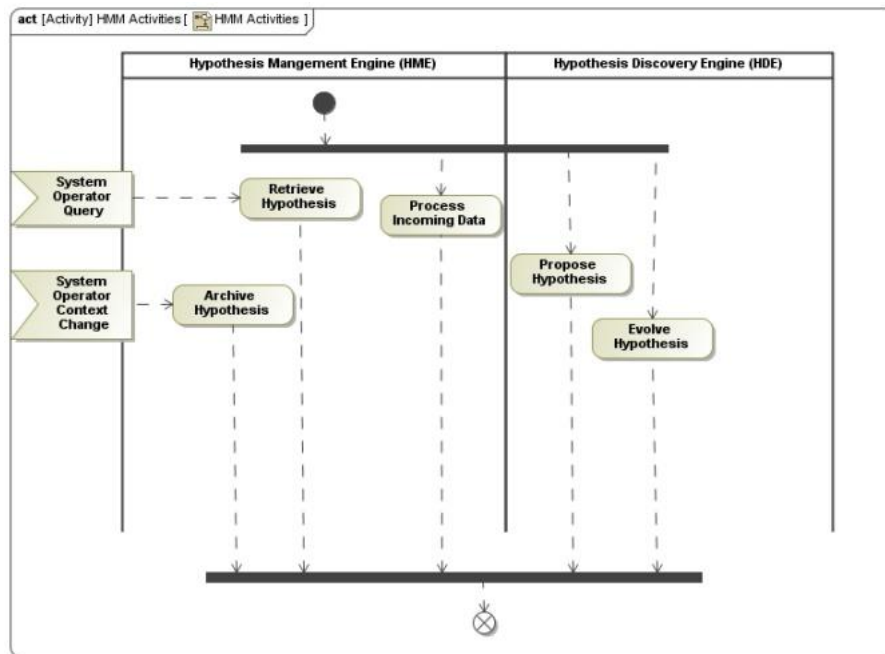 act [Activity] HMM Activities [ HMM Activities ]
Hypothesis Mangement Engine (HME)
Hypothesis Discovery Engine (HDE)
System
Operator
Query
Retrieve
Hypothesis
Process
Incoming Data
Propose
Hypothesis
System
Operator
Context
Change
Archive
Hypothesis
Evolve
Hypothesis